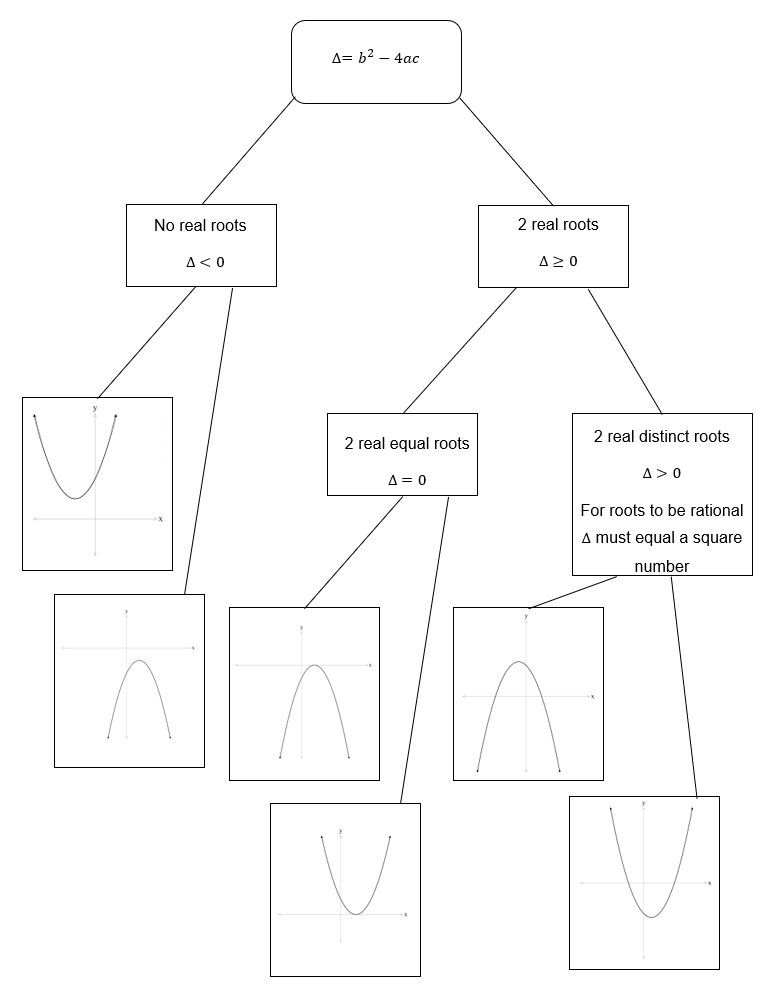 Δ= b² − 4ac
No real roots
Δ < 0
2 real roots
Δ ≥ 0
2 real equal roots
Δ = 0
2 real distinct roots
Δ > 0
For roots to be rational
Δ must equal a square
number
y
x
y
x
y
x
y
x
y
x
y
x